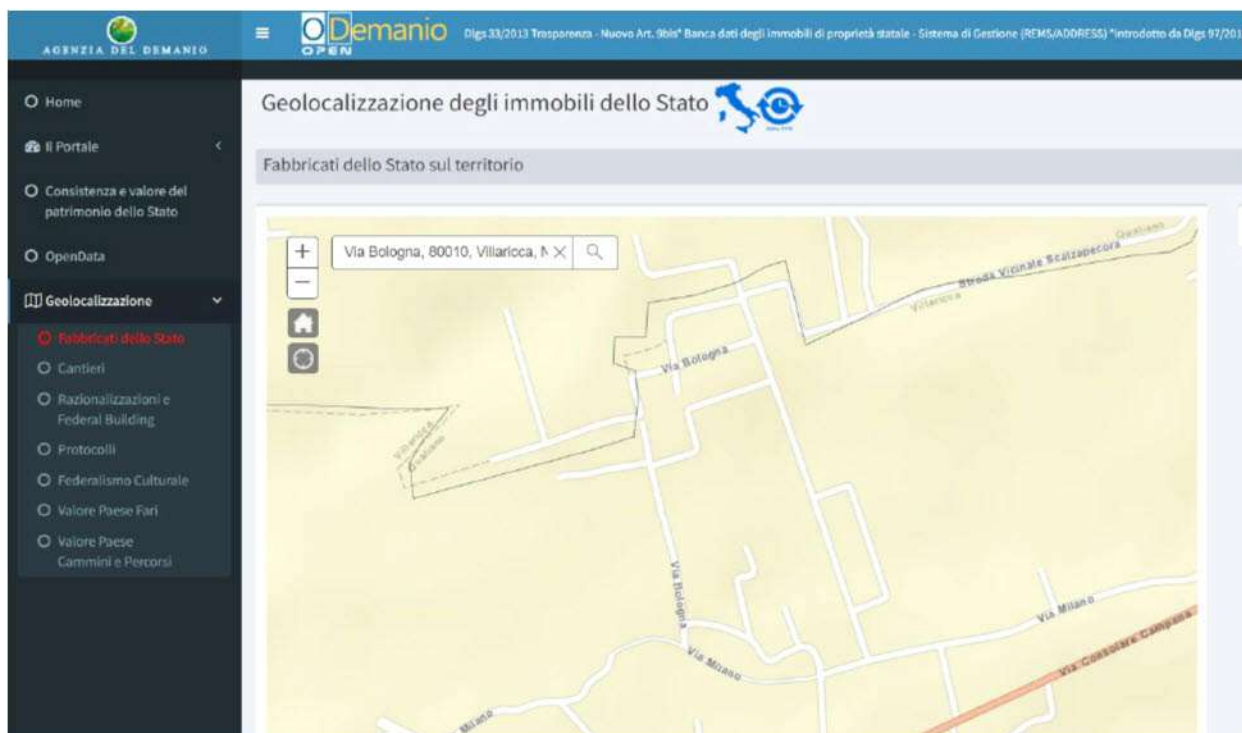 AGENZIA DEL DEMANIO
Home
Il Portale
Consistenza e valore del
patrimonio dello Stato
OpenData
Geolocalizzazione
Fabbricati dello Stato
Cantieri
Razionalizzazioni e
Federal Building
Protocolli
Federalismo Culturale
Valore Paese Fari
Valore Paese
Cammini e Percorsi
ODemanio
OPEN
Dlgs 33/2013 Trasparenza - Nuovo Art. 9bis" Banca dati degli immobili di proprietà statale - Sistema di Gestione (REMS/ADDRESS) "introdotto da Dlgs 97/201
Geolocalizzazione degli immobili dello Stato
Fabbricati dello Stato sul territorio
+
−
Via Bologna, 80010, Villaricca, N
Qualiano
Strada Vicinale Scalzapecora
Villaricca
Via Bologna
Villaricca
Qualiano
Via Bologna
Via Milano
Via Milano
Via Consolare Campana
Milano